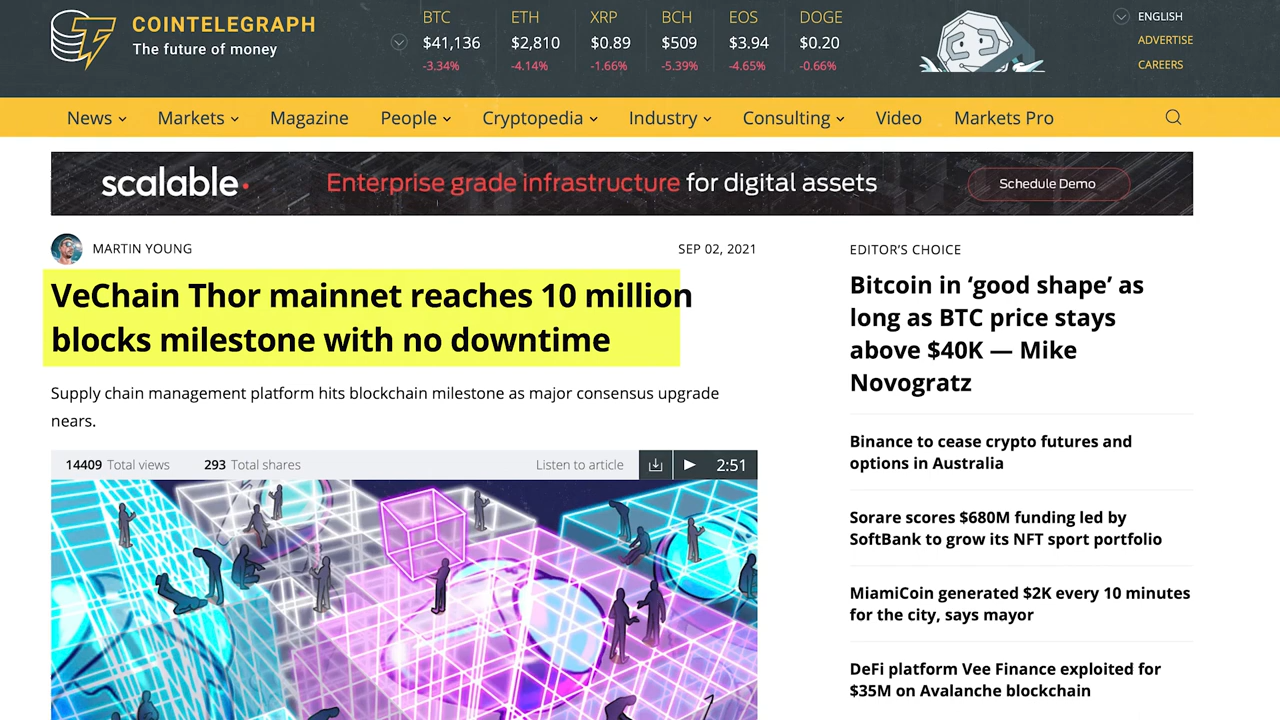 COINTELEGRAPH
The future of money
BTC ETH XRP BCH EOS DOGE
$41,136 $2,810 $0.89 $509 $3.94 $0.20
-3.34% -4.14% -1.66% -5.39% -4.65% -0.66%
ENGLISH
ADVERTISE
CAREERS
News Markets Magazine People Cryptopedia Industry Consulting Video Markets Pro
scalable. Enterprise grade infrastructure for digital assets Schedule Demo
MARTIN YOUNG SEP 02, 2021
VeChain Thor mainnet reaches 10 million
blocks milestone with no downtime
Supply chain management platform hits blockchain milestone as major consensus upgrade
nears.
14409 Total views 293 Total shares Listen to article 2:51
EDITOR'S CHOICE
Bitcoin in ‘good shape’ as
long as BTC price stays
above $40K — Mike
Novogratz
Binance to cease crypto futures and
options in Australia
Sorare scores $680M funding led by
SoftBank to grow its NFT sport portfolio
MiamiCoin generated $2K every 10 minutes
for the city, says mayor
DeFi platform Vee Finance exploited for
$35M on Avalanche blockchain